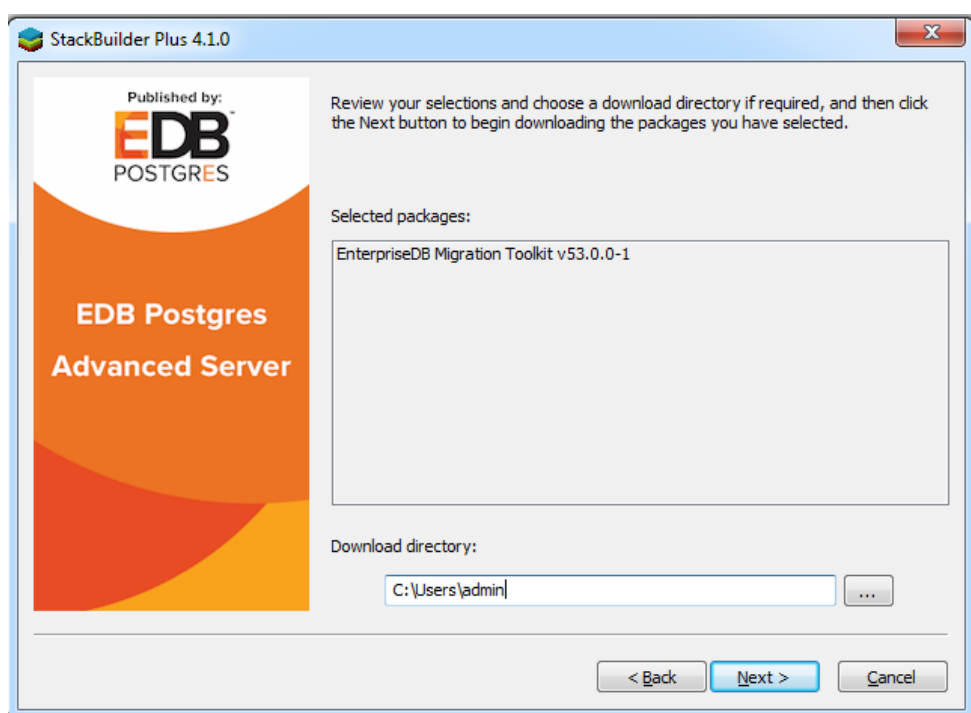 StackBuilder Plus 4.1.0
Published by:
EDB™
POSTGRES
EDB Postgres
Advanced Server
Review your selections and choose a download directory if required, and then click
the Next button to begin downloading the packages you have selected.
Selected packages:
EnterpriseDB Migration Toolkit v53.0.0-1
Download directory:
C:\Users\admin
...
< Back
Next >
Cancel